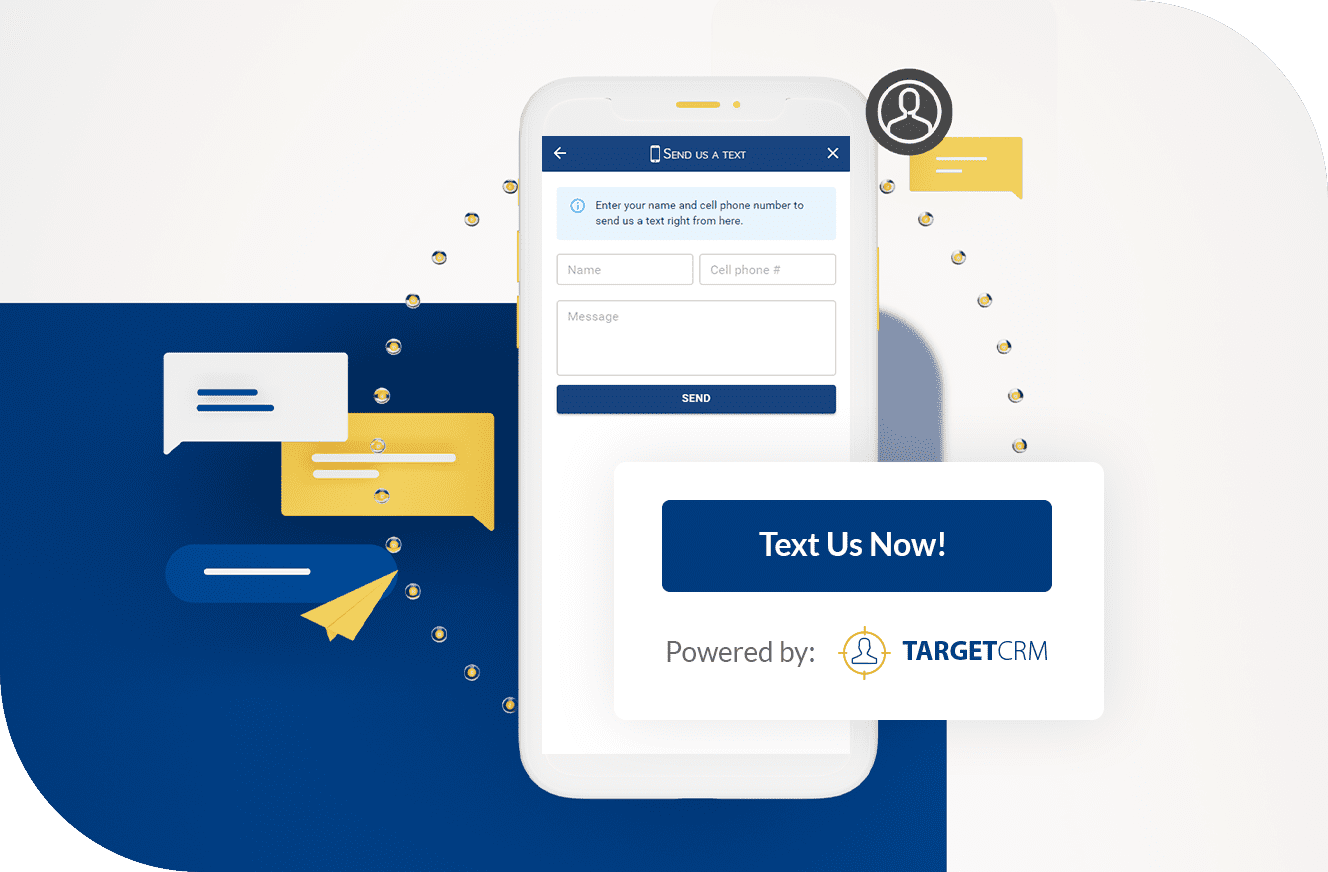 Send us a text
Enter your name and cell phone number to
send us a text right from here.
Name
Cell phone #
Message
SEND
Text Us Now!
Powered by:
TARGETCRM